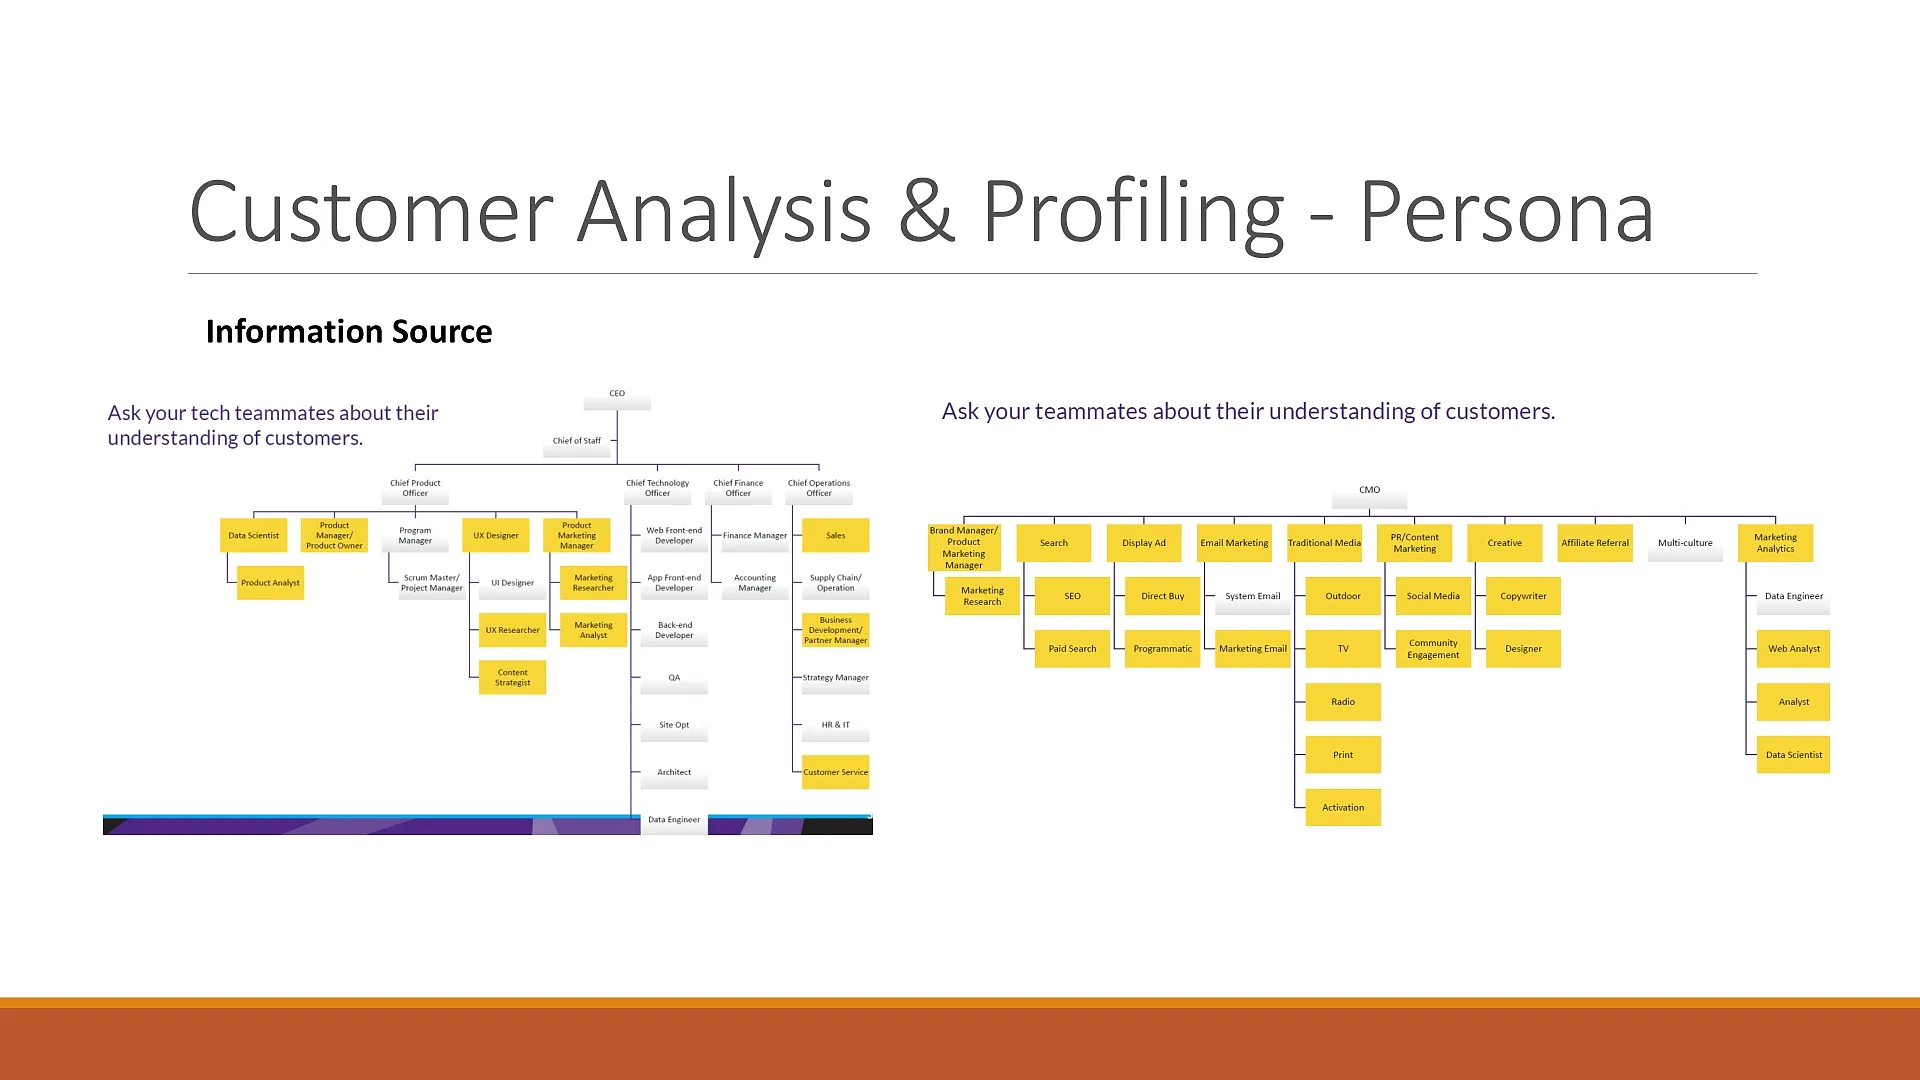 Customer Analysis & Profiling - Persona
Information Source
Ask your tech teammates about their
understanding of customers.
CEO
Chief of Staff
Chief Product
Officer
Chief Technology
Officer
Chief Finance
Officer
Chief Operations
Officer
Data Scientist
Product
Manager/
Product Owner
Program
Manager
UX Designer
Product
Marketing
Manager
Web Front-end
Developer
Finance Manager
Sales
Product Analyst
Scrum Master/
Project Manager
UI Designer
Marketing
Researcher
App Front-end
Developer
Accounting
Manager
Supply Chain/
Operation
UX Researcher
Marketing
Analyst
Back-end
Developer
Business
Development/
Partner Manager
Content
Strategist
QA
Strategy Manager
Site Opt
HR & IT
Architect
Customer Service
Data Engineer
Ask your teammates about their understanding of customers.
CMO
Brand Manager/
Product
Marketing
Manager
Search
Display Ad
Email Marketing
Traditional Media
PR/Content
Marketing
Creative
Affiliate Referral
Multi-culture
Marketing
Analytics
Marketing
Research
SEO
Direct Buy
System Email
Outdoor
Social Media
Copywriter
Data Engineer
Paid Search
Programmatic
Marketing Email
TV
Community
Engagement
Designer
Web Analyst
Radio
Analyst
Print
Data Scientist
Activation